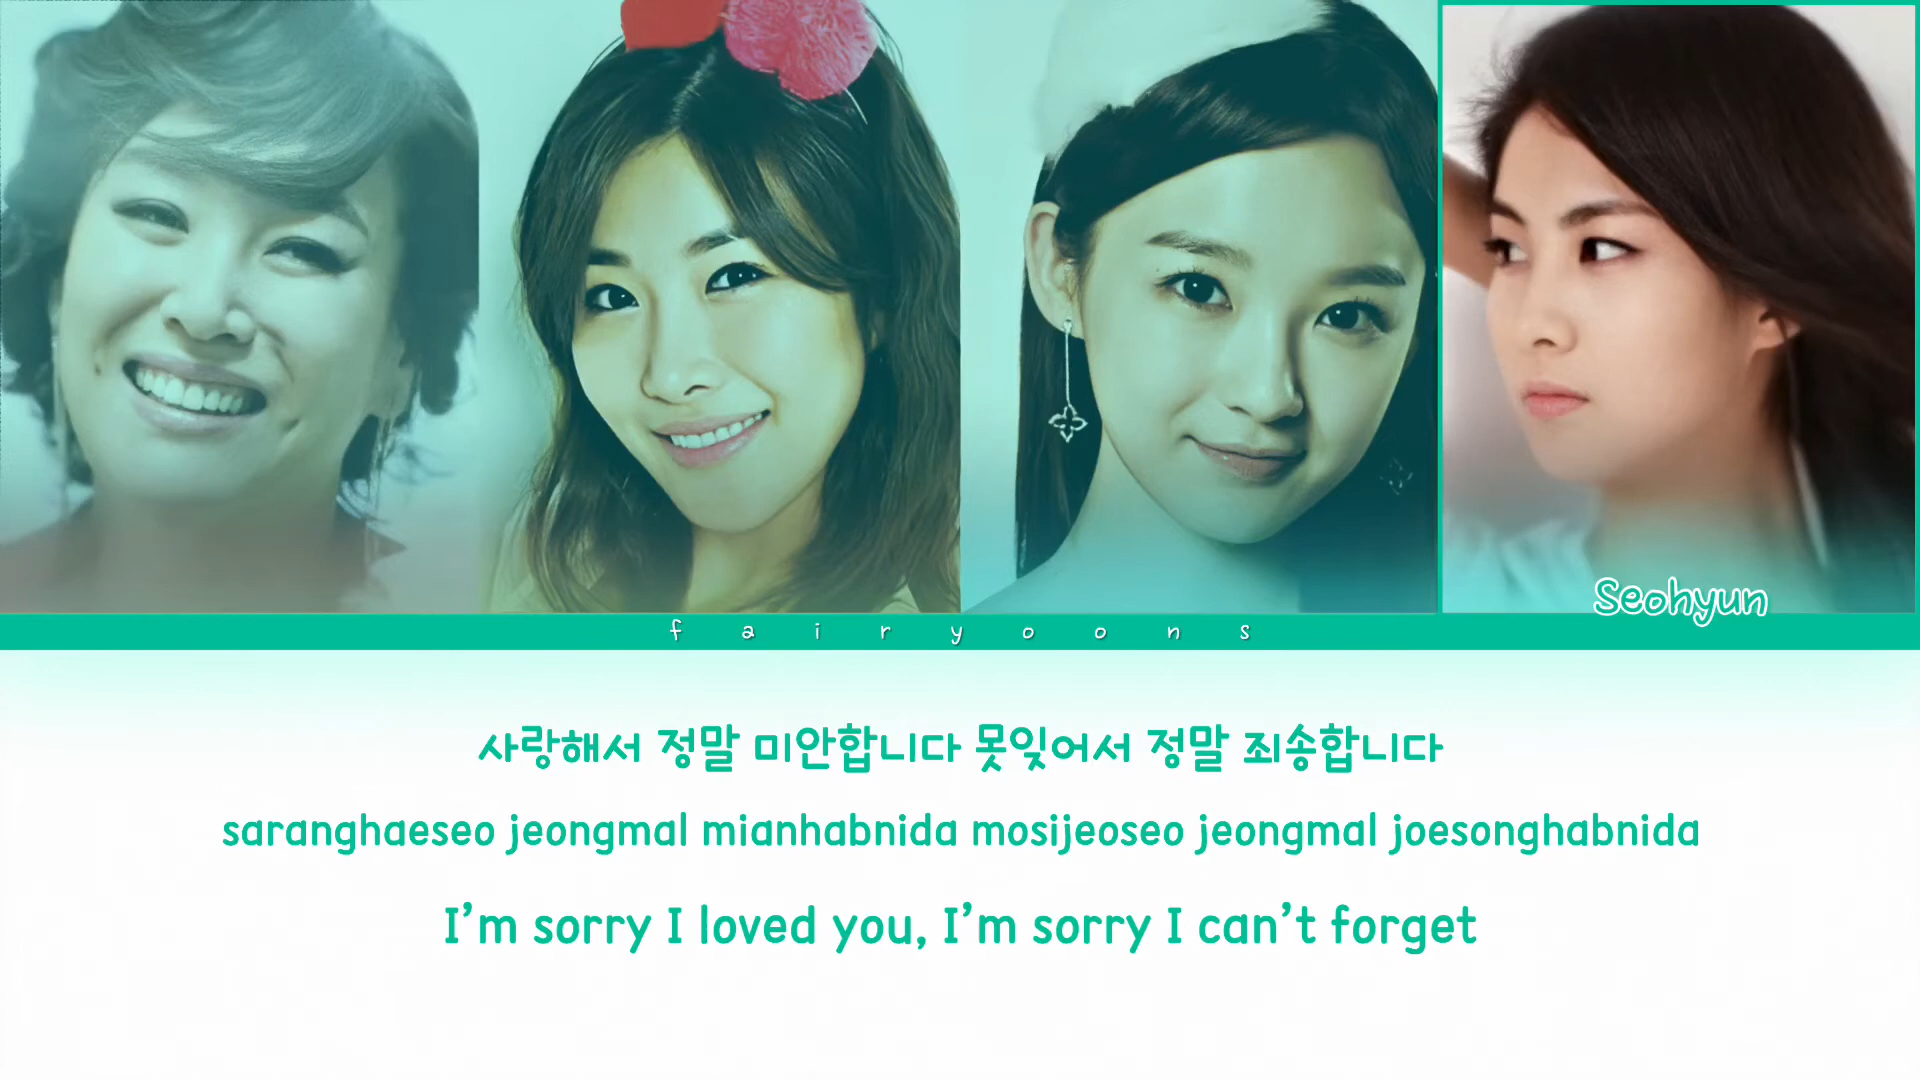 Seohyun
fairyoons
사랑해서 정말 미안합니다 못잊어서 정말 죄송합니다
saranghaeseo jeongmal mianhabnida mosijeoseo jeongmal joesonghabnida
I’m sorry I loved you, I’m sorry I can’t forget